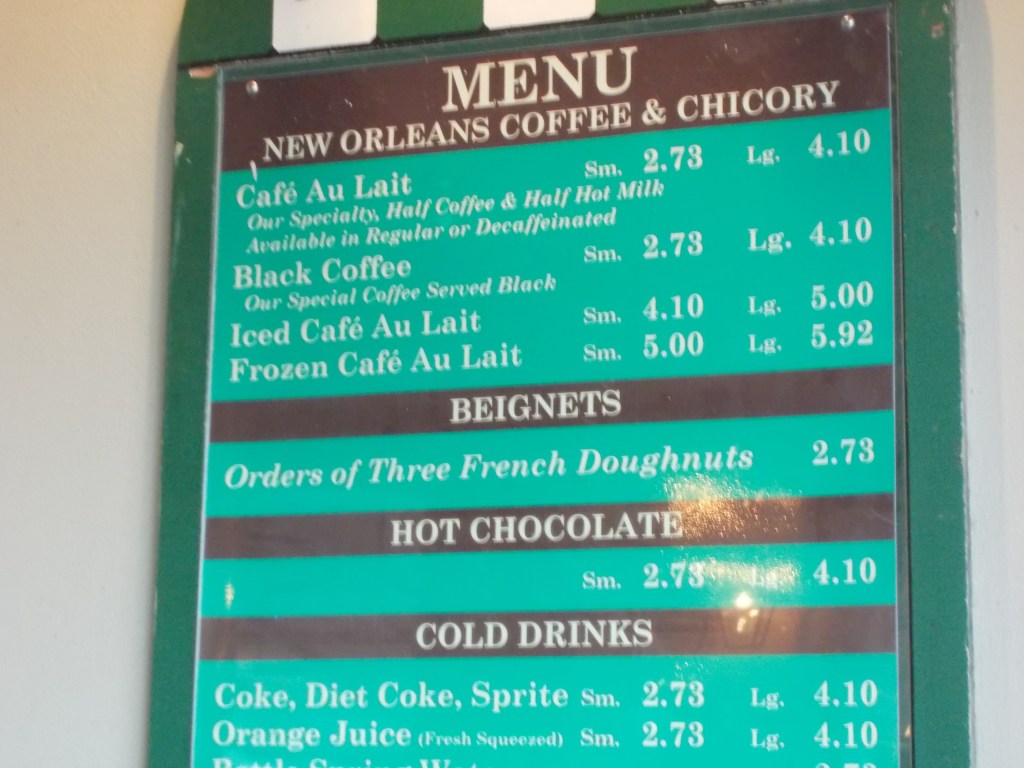 MENU
NEW ORLEANS COFFEE & CHICORY
Café Au Lait Sm. 2.73 Lg. 4.10
Our Specialty, Half Coffee & Half Hot Milk
Available in Regular or Decaffeinated
Black Coffee Sm. 2.73 Lg. 4.10
Our Special Coffee Served Black
Iced Café Au Lait Sm. 4.10 Lg. 5.00
Frozen Café Au Lait Sm. 5.00 Lg. 5.92
BEIGNETS
Orders of Three French Doughnuts 2.73
HOT CHOCOLATE
Sm. 2.73 Lg. 4.10
COLD DRINKS
Coke, Diet Coke, Sprite Sm. 2.73 Lg. 4.10
Orange Juice (Fresh Squeezed) Sm. 2.73 Lg. 4.10